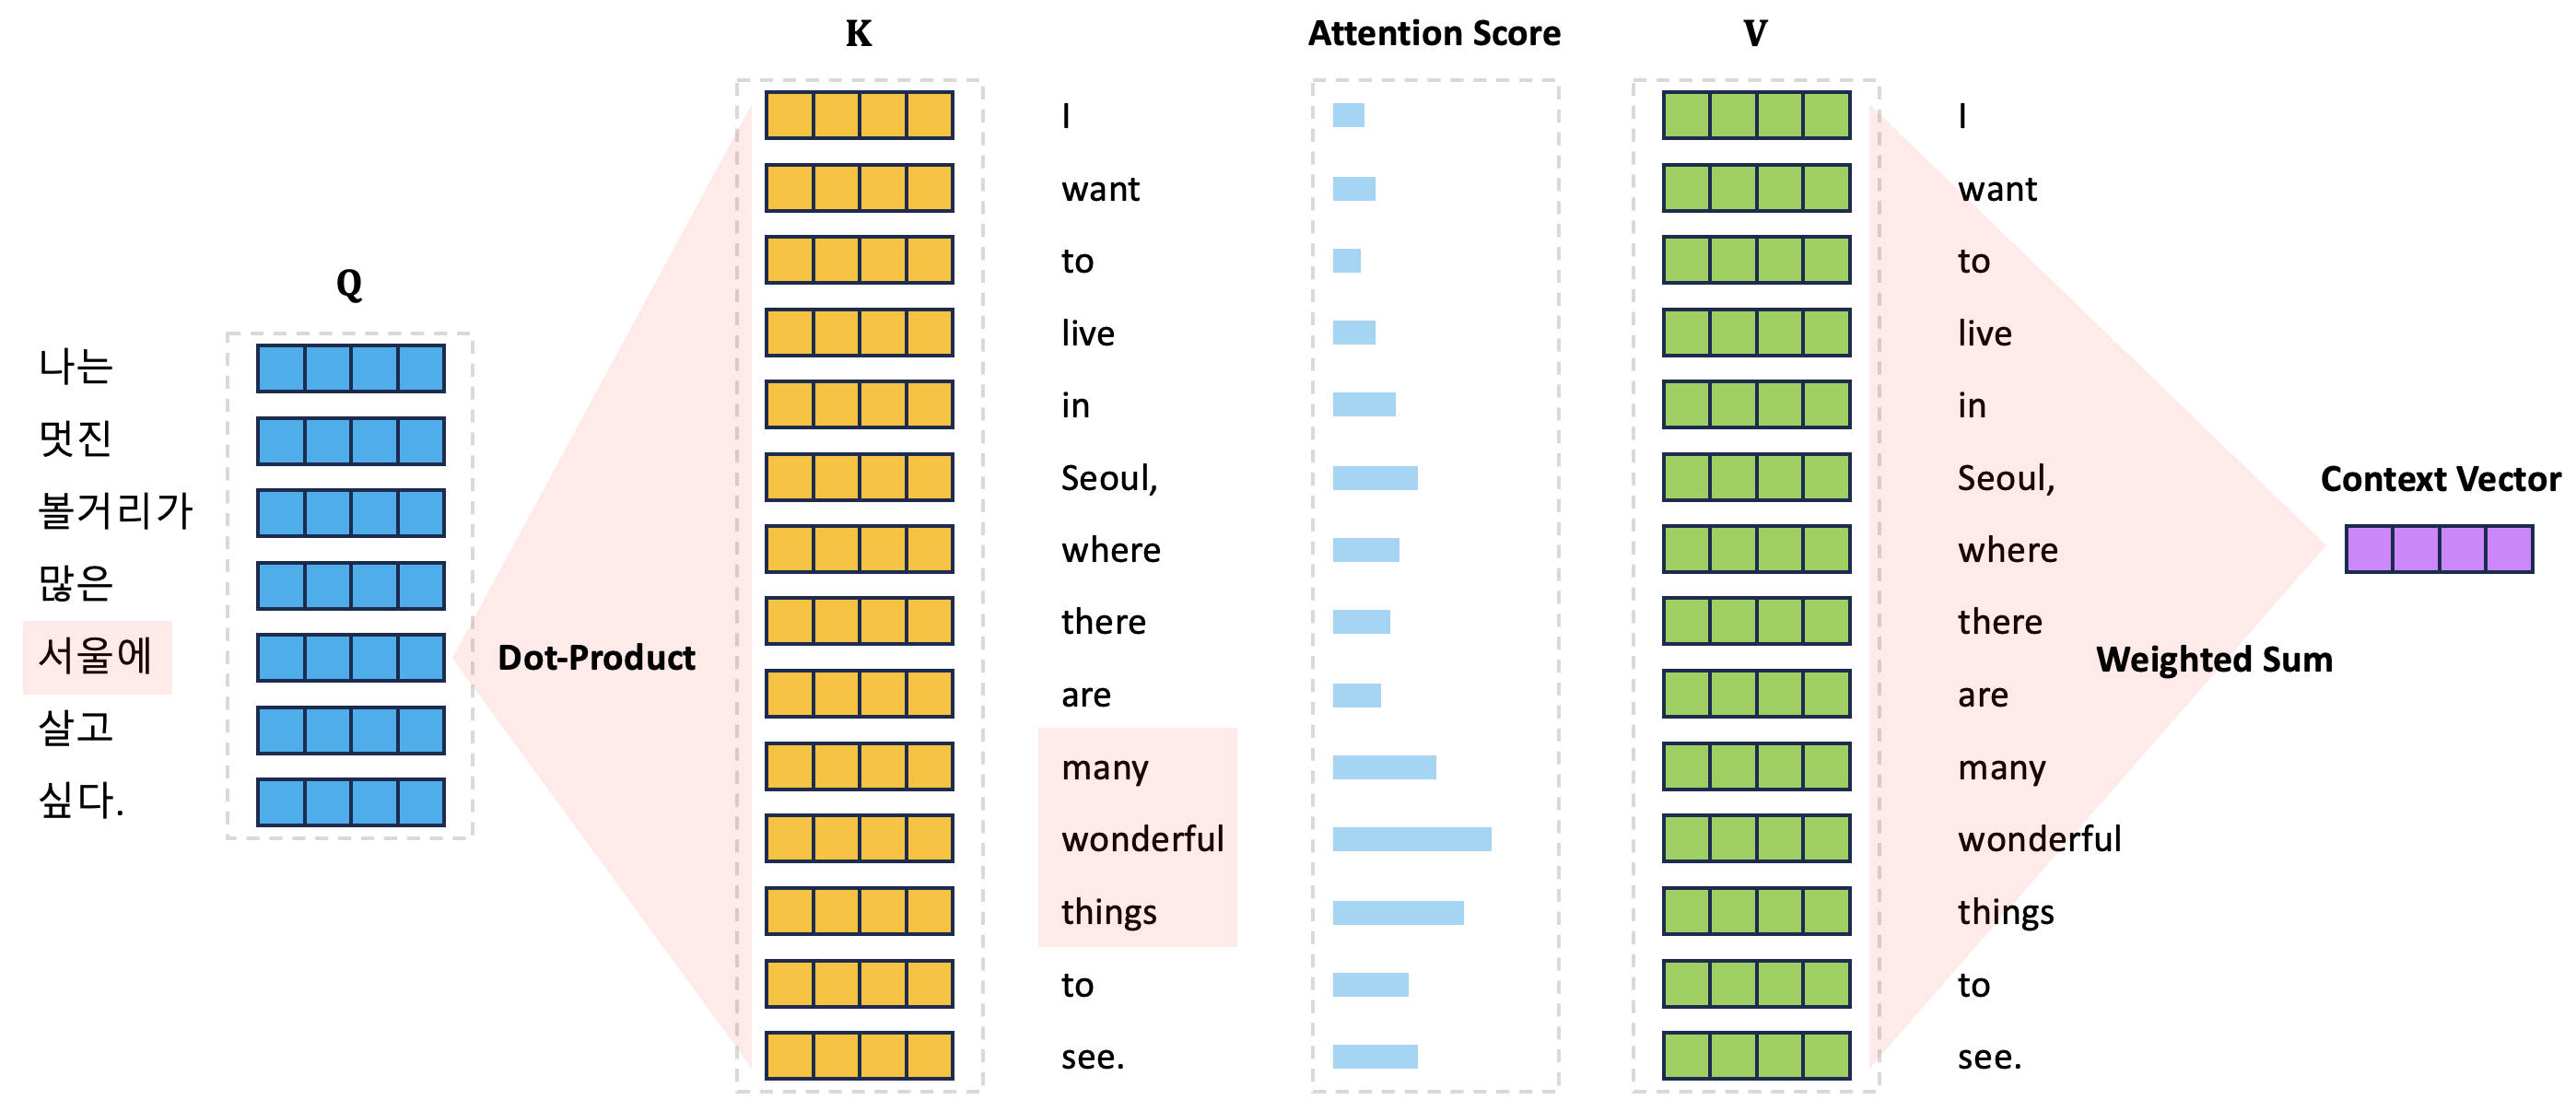 Q
나는
멋진
볼거리가
많은
서울에
살고
싶다.
Dot-Product
K
I
want
to
live
in
Seoul,
where
there
are
many
wonderful
things
to
see.
Attention Score
V
I
want
to
live
in
Seoul,
where
there
are
many
wonderful
things
to
see.
Weighted Sum
Context Vector